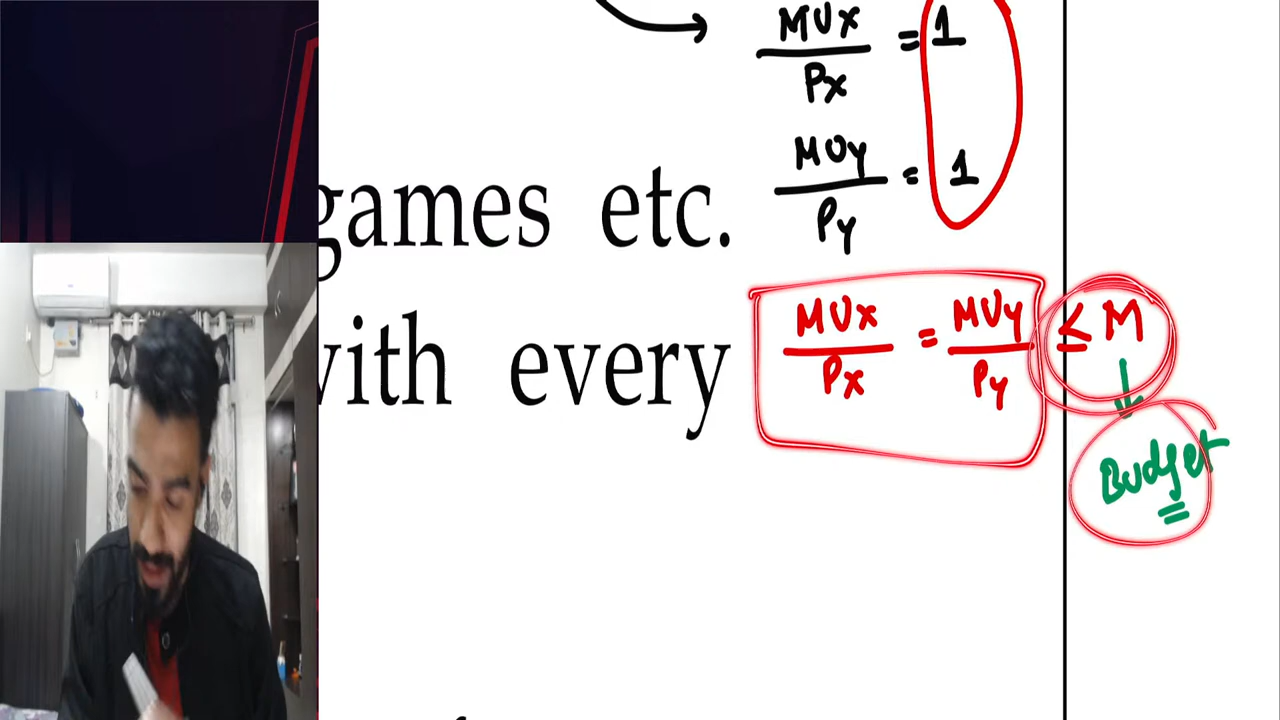 MUx
= 1
Px
MUy
= 1
Py
games etc.
MUx = MUy ≤ M
Px Py
with every
Budget